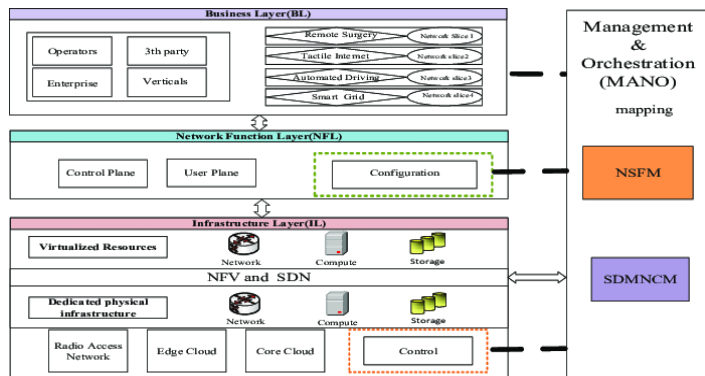 Business Layer(BL)
Operators
3th party
Enterprise
Verticals
Remote Surgery
Network Slice 1
Tactile Internet
Network slice2
Automated Driving
Network slice3
Smart Grid
Network slice4
Network Function Layer(NFL)
Control Plane
User Plane
Configuration
Infrastructure Layer(IL)
Virtualized Resources
Network
Compute
Storage
NFV and SDN
Dedicated physical
infrastructure
Network
Compute
Storage
Radio Access
Network
Edge Cloud
Core Cloud
Control
Management
&
Orchestration
(MANO)
mapping
NSFM
SDMNCM